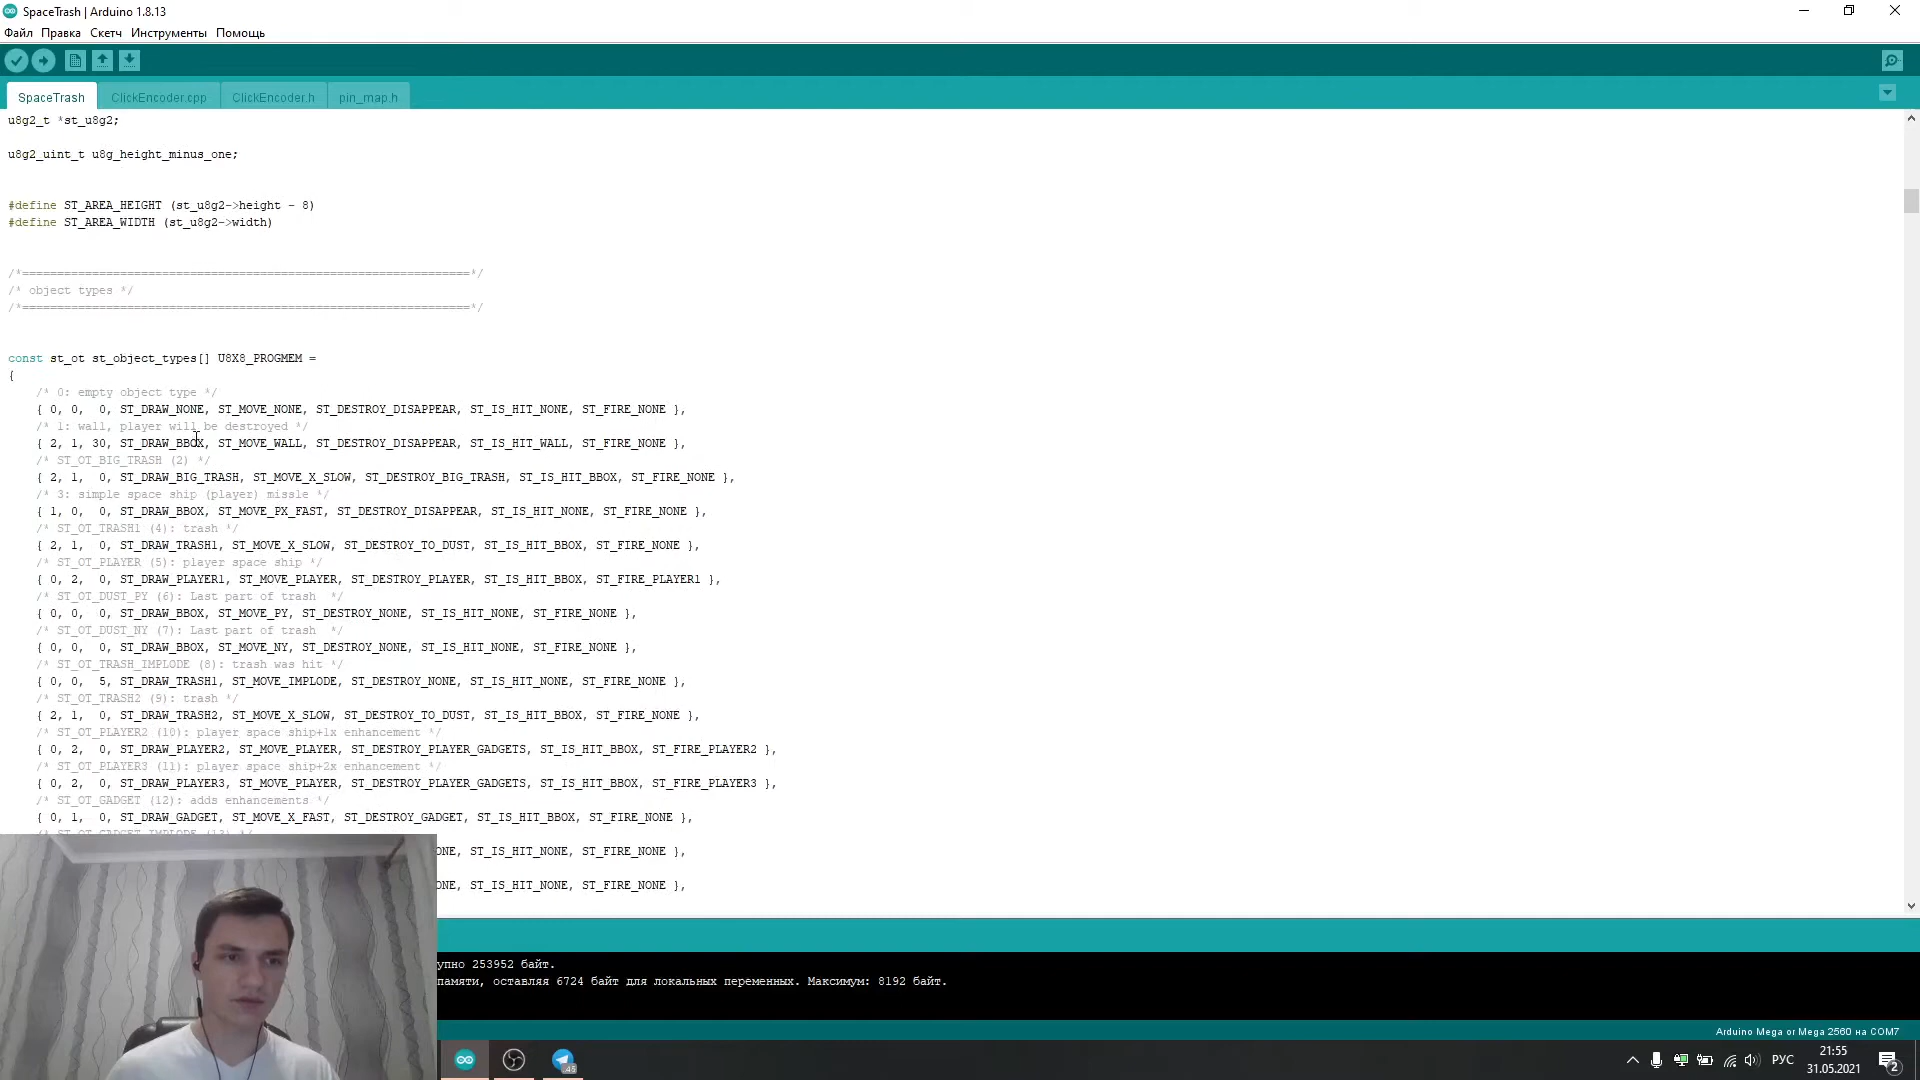 SpaceTrash | Arduino 1.8.13
Файл Правка Скетч Инструменты Помощь
SpaceTrash ClickEncoder.cpp ClickEncoder.h pin_map.h
u8g2_t *st_u8g2;
u8g2_uint_t u8g_height_minus_one;
#define ST_AREA_HEIGHT (st_u8g2->height - 8)
#define ST_AREA_WIDTH (st_u8g2->width)
/*================================================================*/
/* object types */
/*================================================================*/
const st_ot st_object_types[] U8X8_PROGMEM =
{
/* 0: empty object type */
{ 0, 0, 0, ST_DRAW_NONE, ST_MOVE_NONE, ST_DESTROY_DISAPPEAR, ST_IS_HIT_NONE, ST_FIRE_NONE },
/* 1: wall, player will be destroyed */
{ 2, 1, 30, ST_DRAW_BBOX, ST_MOVE_WALL, ST_DESTROY_DISAPPEAR, ST_IS_HIT_WALL, ST_FIRE_NONE },
/* ST_OT_BIG_TRASH (2) */
{ 2, 1, 0, ST_DRAW_BIG_TRASH, ST_MOVE_X_SLOW, ST_DESTROY_BIG_TRASH, ST_IS_HIT_BBOX, ST_FIRE_NONE },
/* 3: simple space ship (player) missle */
{ 1, 0, 0, ST_DRAW_BBOX, ST_MOVE_PX_FAST, ST_DESTROY_DISAPPEAR, ST_IS_HIT_NONE, ST_FIRE_NONE },
/* ST_OT_TRASH1 (4): trash */
{ 2, 1, 0, ST_DRAW_TRASH1, ST_MOVE_X_SLOW, ST_DESTROY_TO_DUST, ST_IS_HIT_BBOX, ST_FIRE_NONE },
/* ST_OT_PLAYER (5): player space ship */
{ 0, 2, 0, ST_DRAW_PLAYER1, ST_MOVE_PLAYER, ST_DESTROY_PLAYER, ST_IS_HIT_BBOX, ST_FIRE_PLAYER1 },
/* ST_OT_DUST_PY (6): Last part of trash */
{ 0, 0, 0, ST_DRAW_BBOX, ST_MOVE_PY, ST_DESTROY_NONE, ST_IS_HIT_NONE, ST_FIRE_NONE },
/* ST_OT_DUST_NY (7): Last part of trash */
{ 0, 0, 0, ST_DRAW_BBOX, ST_MOVE_NY, ST_DESTROY_NONE, ST_IS_HIT_NONE, ST_FIRE_NONE },
/* ST_OT_TRASH_IMPLODE (8): trash was hit */
{ 0, 0, 5, ST_DRAW_TRASH1, ST_MOVE_IMPLODE, ST_DESTROY_NONE, ST_IS_HIT_NONE, ST_FIRE_NONE },
/* ST_OT_TRASH2 (9): trash */
{ 2, 1, 0, ST_DRAW_TRASH2, ST_MOVE_X_SLOW, ST_DESTROY_TO_DUST, ST_IS_HIT_BBOX, ST_FIRE_NONE },
/* ST_OT_PLAYER2 (10): player space ship+1x enhancement */
{ 0, 2, 0, ST_DRAW_PLAYER2, ST_MOVE_PLAYER, ST_DESTROY_PLAYER_GADGETS, ST_IS_HIT_BBOX, ST_FIRE_PLAYER2 },
/* ST_OT_PLAYER3 (11): player space ship+2x enhancement */
{ 0, 2, 0, ST_DRAW_PLAYER3, ST_MOVE_PLAYER, ST_DESTROY_PLAYER_GADGETS, ST_IS_HIT_BBOX, ST_FIRE_PLAYER3 },
/* ST_OT_GADGET (12): adds enhancements */
{ 0, 1, 0, ST_DRAW_GADGET, ST_MOVE_X_FAST, ST_DESTROY_GADGET, ST_IS_HIT_BBOX, ST_FIRE_NONE },
/* ST_OT_GADGET_IMPLODE (13) */
ONE, ST_IS_HIT_NONE, ST_FIRE_NONE },
ONE, ST_IS_HIT_NONE, ST_FIRE_NONE },
упно 253952 байт.
памяти, оставляя 6724 байт для локальных переменных. Максимум: 8192 байт.
Arduino Mega or Mega 2560 на COM7
45
РУС
21:55
31.05.2021
2